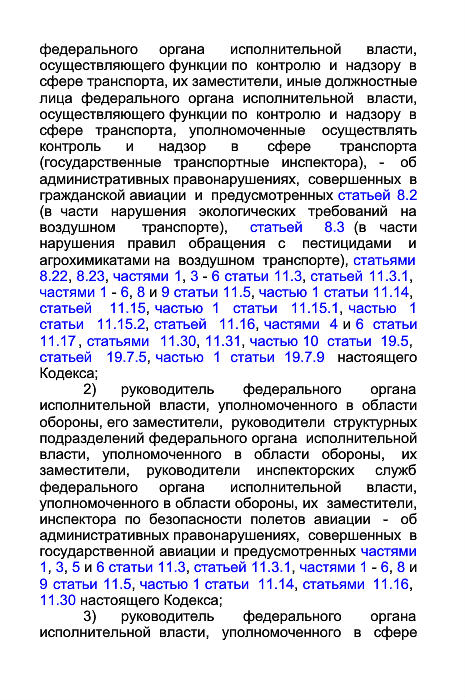 федерального органа исполнительной власти,
осуществляющего функции по контролю и надзору в
сфере транспорта, их заместители, иные должностные
лица федерального органа исполнительной власти,
осуществляющего функции по контролю и надзору в
сфере транспорта, уполномоченные осуществлять
контроль и надзор в сфере транспорта
(государственные транспортные инспектора), - об
административных правонарушениях, совершенных в
гражданской авиации и предусмотренных статьей 8.2
(в части нарушения экологических требований на
воздушном транспорте), статьей 8.3 (в части
нарушения правил обращения с пестицидами и
агрохимикатами на воздушном транспорте), статьями
8.22, 8.23, частями 1, 3 - 6 статьи 11.3, статьей 11.3.1,
частями 1 - 6, 8 и 9 статьи 11.5, частью 1 статьи 11.14,
статьей 11.15, частью 1 статьи 11.15.1, частью 1
статьи 11.15.2, статьей 11.16, частями 4 и 6 статьи
11.17, статьями 11.30, 11.31, частью 10 статьи 19.5,
статьей 19.7.5, частью 1 статьи 19.7.9 настоящего
Кодекса;
2) руководитель федерального органа
исполнительной власти, уполномоченного в области
обороны, его заместители, руководители структурных
подразделений федерального органа исполнительной
власти, уполномоченного в области обороны, их
заместители, руководители инспекторских служб
федерального органа исполнительной власти,
уполномоченного в области обороны, их заместители,
инспектора по безопасности полетов авиации - об
административных правонарушениях, совершенных в
государственной авиации и предусмотренных частями
1, 3, 5 и 6 статьи 11.3, статьей 11.3.1, частями 1 - 6, 8 и
9 статьи 11.5, частью 1 статьи 11.14, статьями 11.16,
11.30 настоящего Кодекса;
3) руководитель федерального органа
исполнительной власти, уполномоченного в сфере